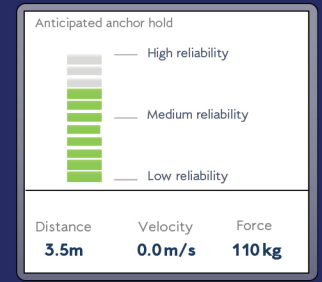 Anticipated anchor hold
High reliability
Medium reliability
Low reliability
Distance Velocity Force
3.5m 0.0m/s 110kg